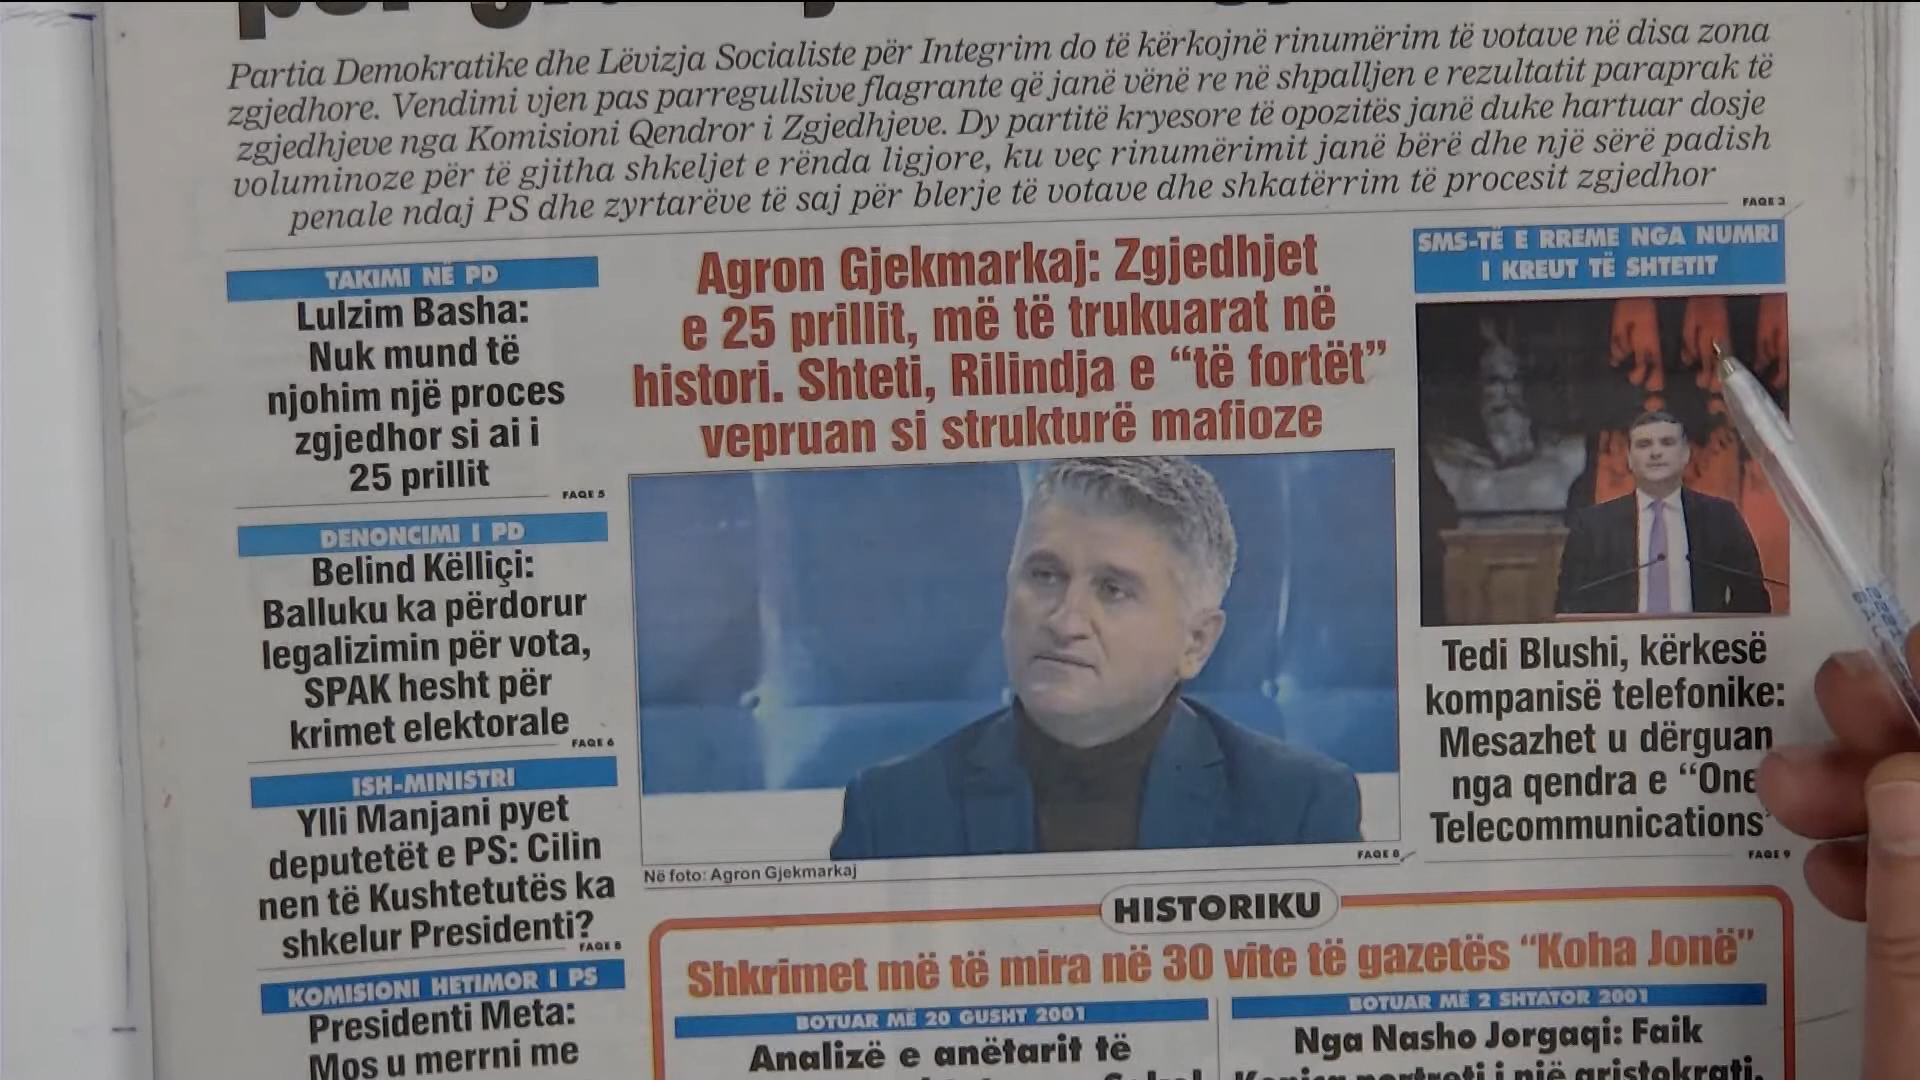 Partia Demokratike dhe Lëvizja Socialiste për Integrim do të kërkojnë rinumërim të votave në disa zona
zgjedhore. Vendimi vjen pas parregullsive flagrante që janë vënë re në shpalljen e rezultatit paraprak të
zgjedhjeve nga Komisioni Qendror i Zgjedhjeve. Dy partitë kryesore të opozitës janë duke hartuar dosje
voluminoze për të gjitha shkeljet e rënda ligjore, ku veç rinumërimit janë bërë dhe një sërë padish
penale ndaj PS dhe zyrtarëve të saj për blerje të votave dhe shkatërrim të procesit zgjedhor
FAQE 3
TAKIMI NË PD
Lulzim Basha:
Nuk mund të
njohim një proces
zgjedhor si ai i
25 prillit
FAQE 5
DENONCIMI I PD
Belind Këlliçi:
Balluku ka përdorur
legalizimin për vota,
SPAK hesht për
krimet elektorale
FAQE 6
ISH-MINISTRI
Ylli Manjani pyet
deputetët e PS: Cilin
nen të Kushtetutës ka
shkelur Presidenti?
FAQE 8
KOMISIONI HETIMOR I PS
Presidenti Meta:
Mos u merrni me
Agron Gjekmarkaj: Zgjedhjet
e 25 prillit, më të trukuarat në
histori. Shteti, Rilindja e “të fortët”
vepruan si strukturë mafioze
Në foto: Agron Gjekmarkaj
FAQE 8
SMS-TË E RREME NGA NUMRI
I KREUT TË SHTETIT
Tedi Blushi, kërkesë
kompanisë telefonike:
Mesazhet u dërguan
nga qendra e “One
Telecommunications”
FAQE 9
HISTORIKU
Shkrimet më të mira në 30 vite të gazetës “Koha Jonë”
BOTUAR MË 20 GUSHT 2001
Analizë e anëtarit të
BOTUAR MË 2 SHTATOR 2001
Nga Nasho Jorgaqi: Faik
Konica portreti i një aristokrati,